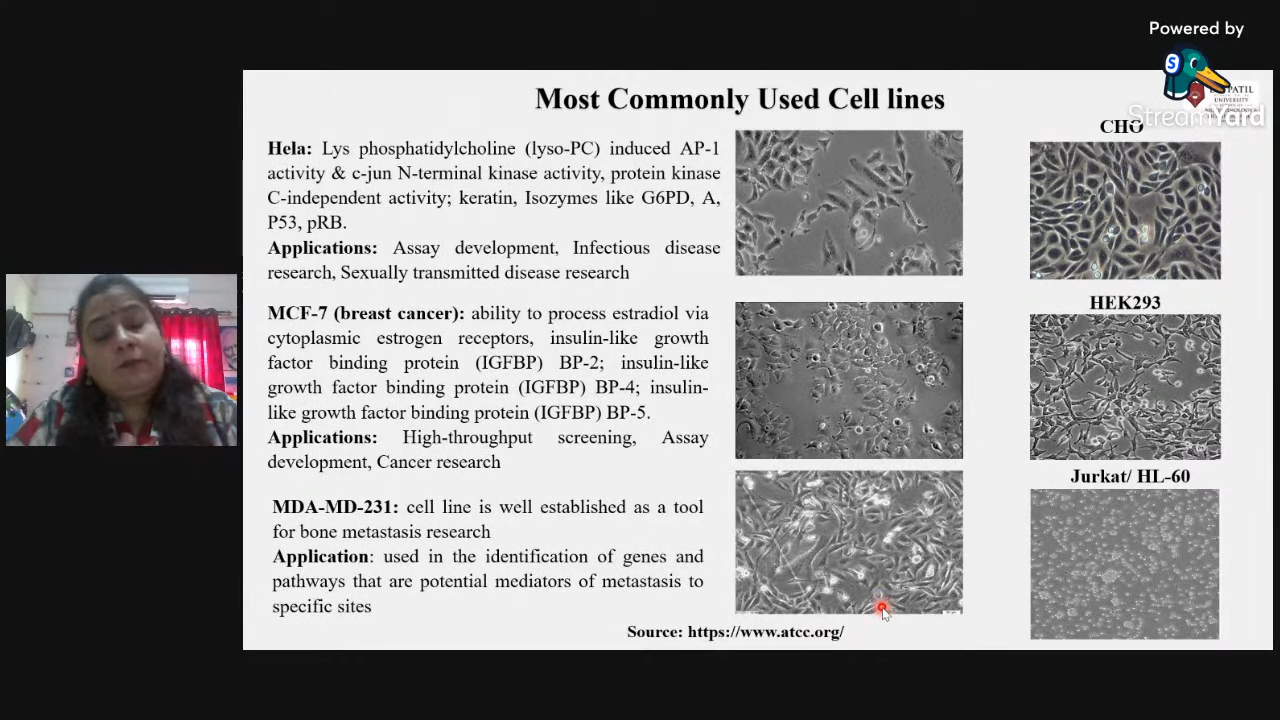 Powered by
StreamYard
S
PATIL
UNIVERSITY
Most Commonly Used Cell lines
Hela: Lys phosphatidylcholine (lyso-PC) induced AP-1
activity & c-jun N-terminal kinase activity, protein kinase
C-independent activity; keratin, Isozymes like G6PD, A,
P53, pRB.
Applications: Assay development, Infectious disease
research, Sexually transmitted disease research
MCF-7 (breast cancer): ability to process estradiol via
cytoplasmic estrogen receptors, insulin-like growth
factor binding protein (IGFBP) BP-2; insulin-like
growth factor binding protein (IGFBP) BP-4; insulin-
like growth factor binding protein (IGFBP) BP-5.
Applications: High-throughput screening, Assay
development, Cancer research
MDA-MD-231: cell line is well established as a tool
for bone metastasis research
Application: used in the identification of genes and
pathways that are potential mediators of metastasis to
specific sites
CHO
HEK293
Jurkat/ HL-60
Source: https://www.atcc.org/